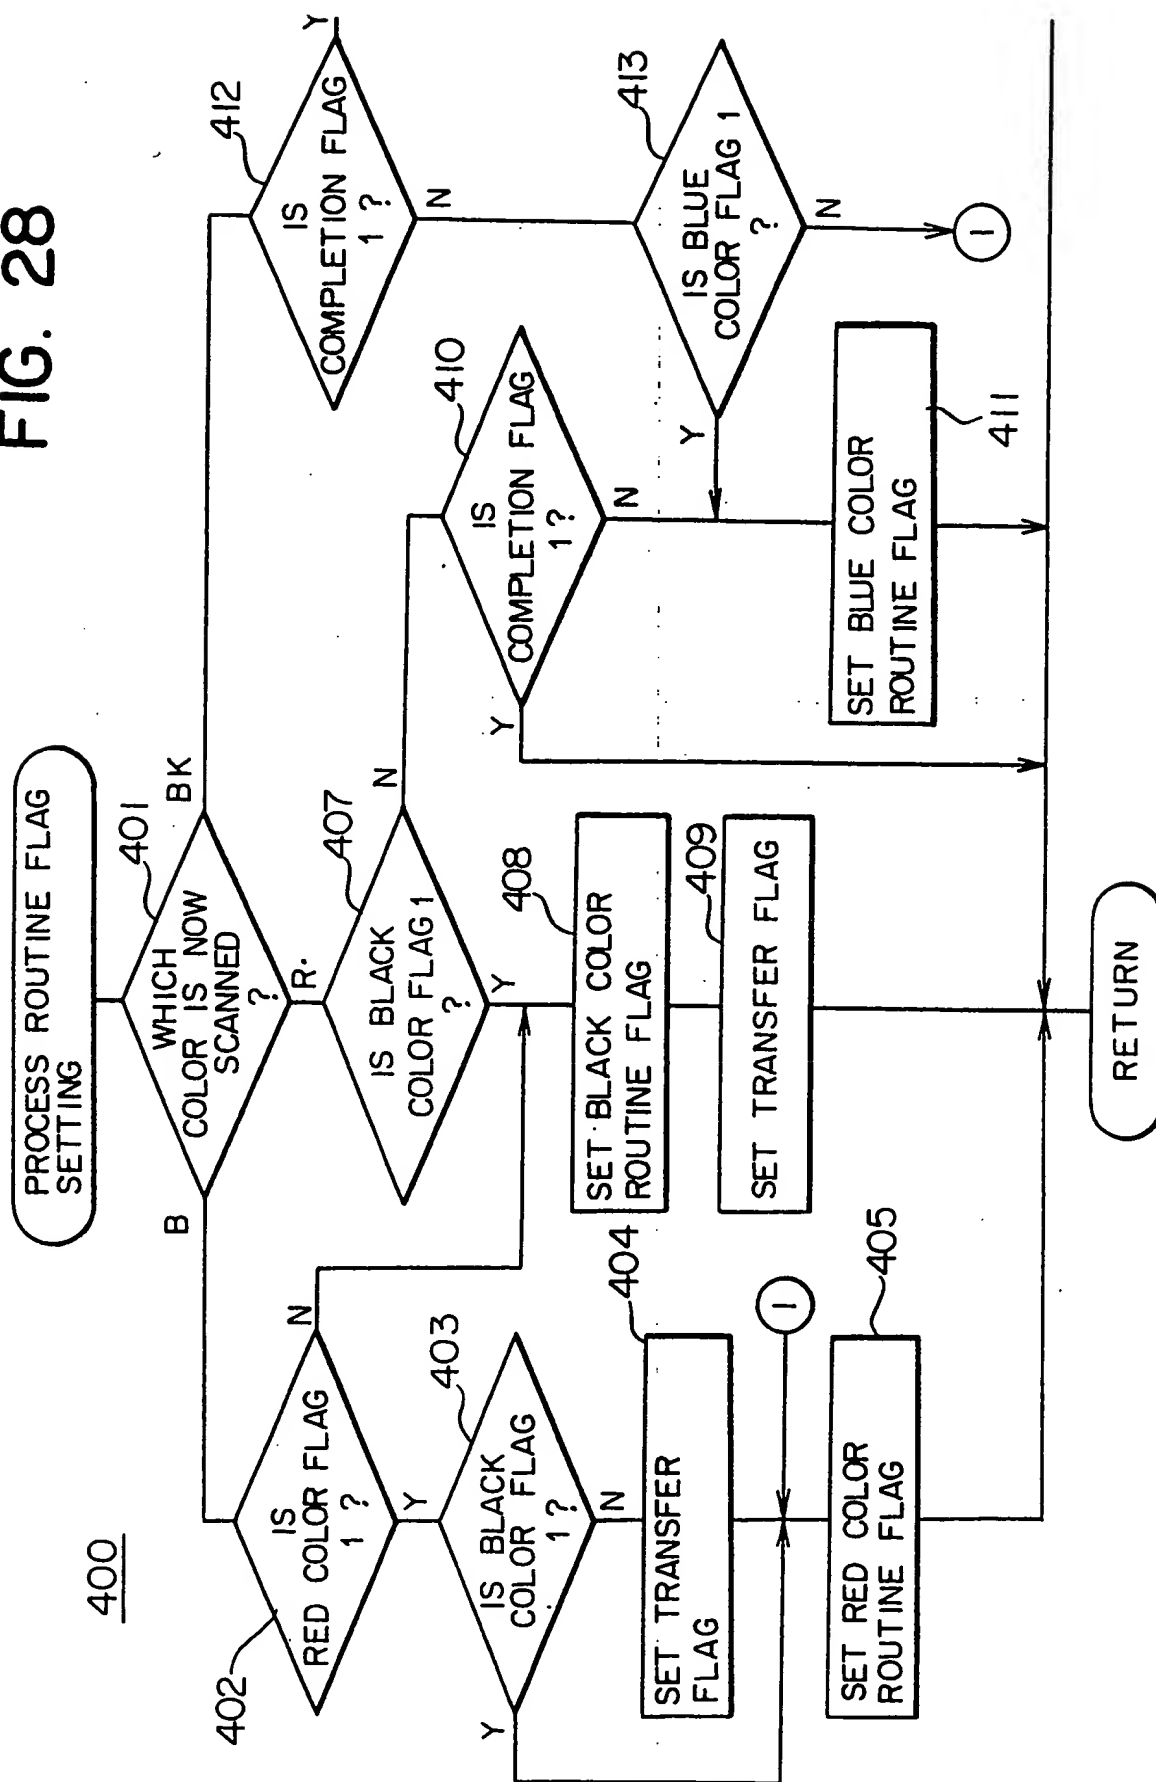 FIG. 28
400
PROCESS ROUTINE FLAG
SETTING
401
WHICH
COLOR IS NOW
SCANNED
?
B
R.
BK
402
IS
RED COLOR FLAG
1 ?
N
Y
407
IS BLACK
COLOR FLAG 1
?
N
Y
412
IS
COMPLETION FLAG
1 ?
Y
N
403
IS BLACK
COLOR FLAG
1 ?
Y
N
410
IS
COMPLETION FLAG
1 ?
Y
N
413
IS BLUE
COLOR FLAG 1
?
Y
N
404
SET TRANSFER
FLAG
408
SET BLACK COLOR
ROUTINE FLAG
409
SET TRANSFER FLAG
1
405
SET RED COLOR
ROUTINE FLAG
SET BLUE COLOR
ROUTINE FLAG
411
1
RETURN